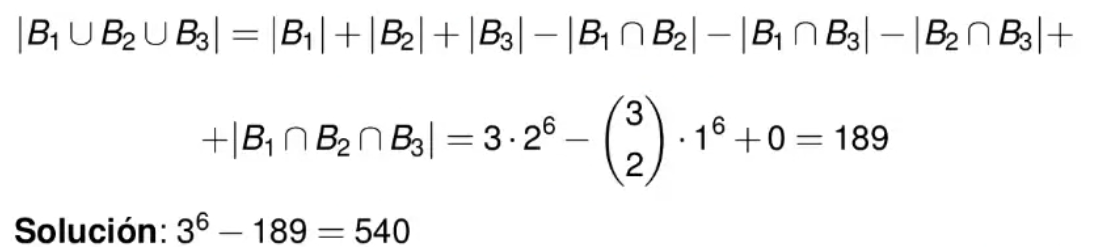 |B₁ ∪ B₂ ∪ B₃| = |B₁| + |B₂| + |B₃| − |B₁ ∩ B₂| − |B₁ ∩ B₃| − |B₂ ∩ B₃| +
+|B₁ ∩ B₂ ∩ B₃| = 3 · 2⁶ − (3 2) · 1⁶ + 0 = 189
Solución: 3⁶ − 189 = 540